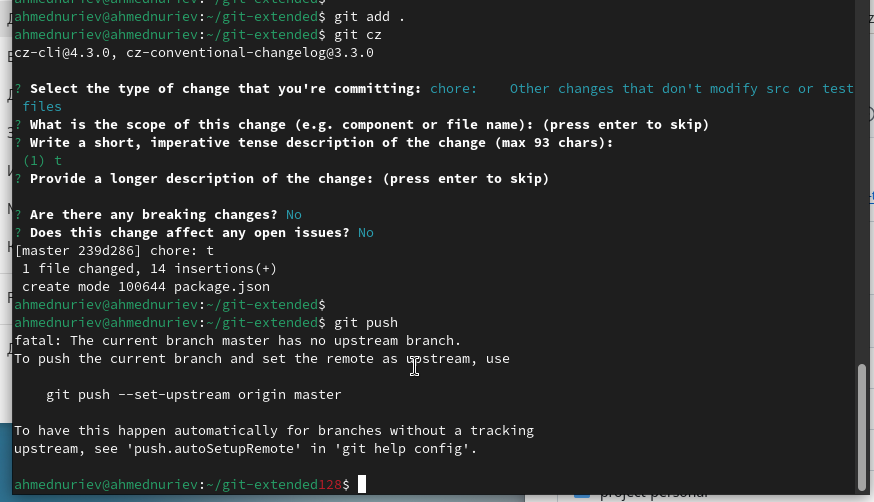 ahmednuriev@ahmednuriev:~/git-extended$ git add .
ahmednuriev@ahmednuriev:~/git-extended$ git cz
cz-cli@4.3.0, cz-conventional-changelog@3.3.0
? Select the type of change that you're committing: chore:    Other changes that don't modify src or test
files
? What is the scope of this change (e.g. component or file name): (press enter to skip)
? Write a short, imperative tense description of the change (max 93 chars):
(1) t
? Provide a longer description of the change: (press enter to skip)
? Are there any breaking changes? No
? Does this change affect any open issues? No
[master 239d286] chore: t
1 file changed, 14 insertions(+)
create mode 100644 package.json
ahmednuriev@ahmednuriev:~/git-extended$
ahmednuriev@ahmednuriev:~/git-extended$ git push
fatal: The current branch master has no upstream branch.
To push the current branch and set the remote as upstream, use
git push --set-upstream origin master
To have this happen automatically for branches without a tracking
upstream, see 'push.autoSetupRemote' in 'git help config'.
ahmednuriev@ahmednuriev:~/git-extended128$
project-personal